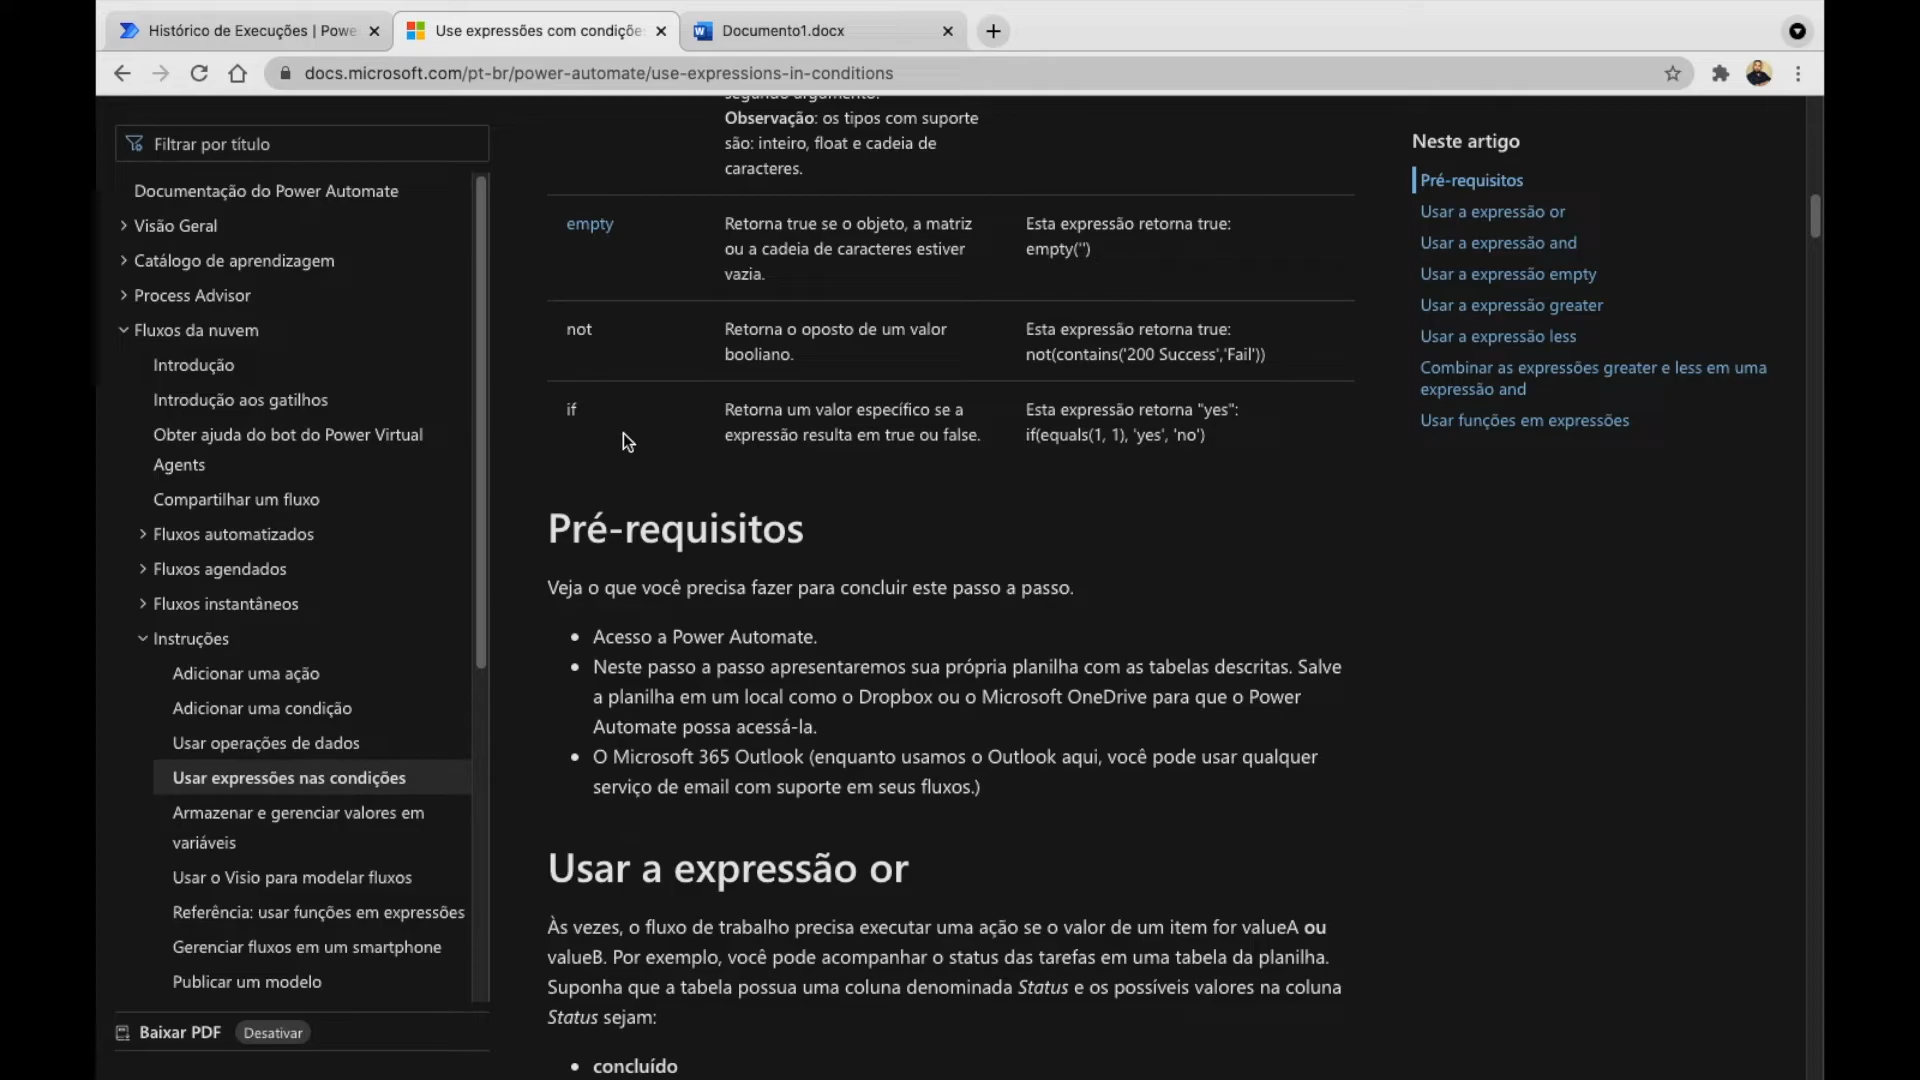 Histórico de Execuções | Powe
Use expressões com condiçõe
Documento1.docx
docs.microsoft.com/pt-br/power-automate/use-expressions-in-conditions
Filtrar por título
Documentação do Power Automate
Visão Geral
Catálogo de aprendizagem
Process Advisor
Fluxos da nuvem
Introdução
Introdução aos gatilhos
Obter ajuda do bot do Power Virtual
Agents
Compartilhar um fluxo
Fluxos automatizados
Fluxos agendados
Fluxos instantâneos
Instruções
Adicionar uma ação
Adicionar uma condição
Usar operações de dados
Usar expressões nas condições
Armazenar e gerenciar valores em
variáveis
Usar o Visio para modelar fluxos
Referência: usar funções em expressões
Gerenciar fluxos em um smartphone
Publicar um modelo
Baixar PDF
Desativar
segundo argumento.
Observação: os tipos com suporte
são: inteiro, float e cadeia de
caracteres.
empty
Retorna true se o objeto, a matriz
ou a cadeia de caracteres estiver
vazia.
Esta expressão retorna true:
empty('')
not
Retorna o oposto de um valor
booliano.
Esta expressão retorna true:
not(contains('200 Success','Fail'))
if
Retorna um valor específico se a
expressão resulta em true ou false.
Esta expressão retorna "yes":
if(equals(1, 1), 'yes', 'no')
Pré-requisitos
Veja o que você precisa fazer para concluir este passo a passo.
• Acesso a Power Automate.
• Neste passo a passo apresentaremos sua própria planilha com as tabelas descritas. Salve
a planilha em um local como o Dropbox ou o Microsoft OneDrive para que o Power
Automate possa acessá-la.
• O Microsoft 365 Outlook (enquanto usamos o Outlook aqui, você pode usar qualquer
serviço de email com suporte em seus fluxos.)
Usar a expressão or
Às vezes, o fluxo de trabalho precisa executar uma ação se o valor de um item for valueA ou
valueB. Por exemplo, você pode acompanhar o status das tarefas em uma tabela da planilha.
Suponha que a tabela possua uma coluna denominada Status e os possíveis valores na coluna
Status sejam:
• concluído
Neste artigo
Pré-requisitos
Usar a expressão or
Usar a expressão and
Usar a expressão empty
Usar a expressão greater
Usar a expressão less
Combinar as expressões greater e less em uma
expressão and
Usar funções em expressões